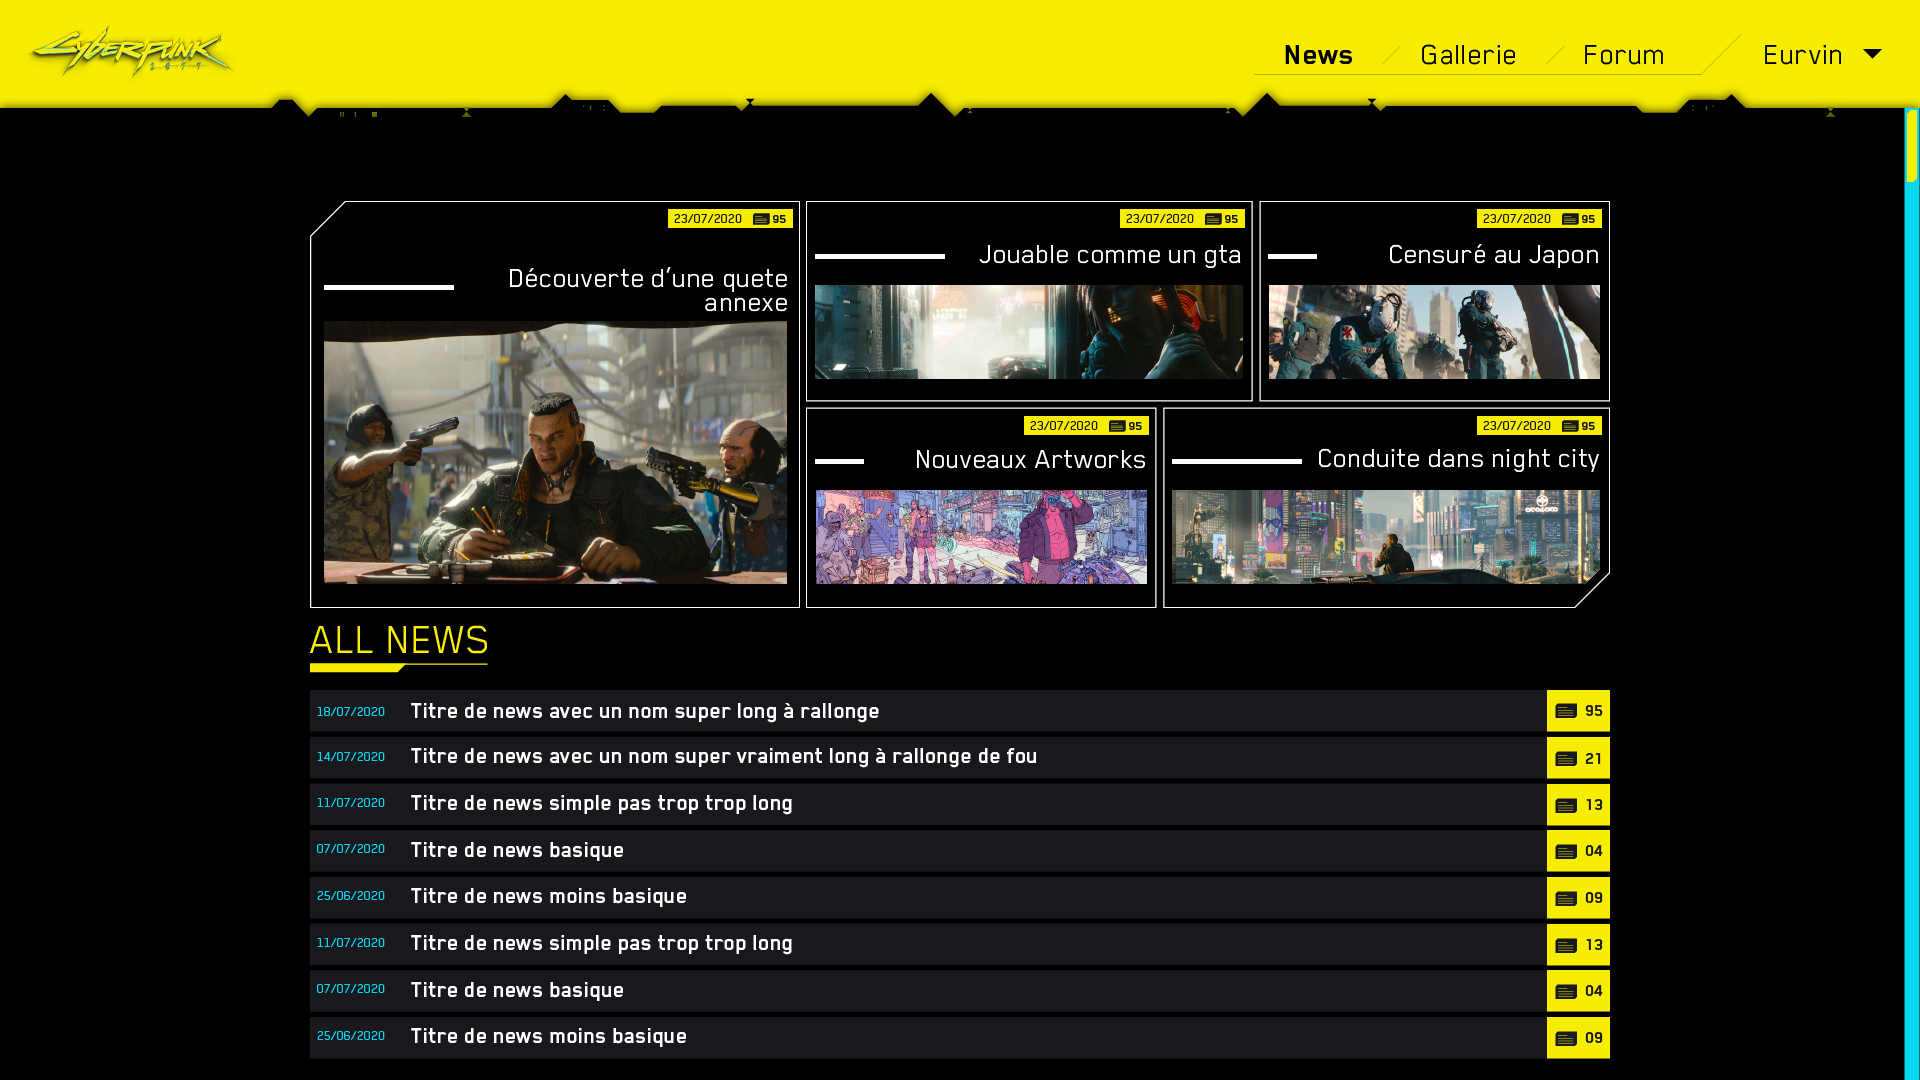 Cyberpunk
2077
News
Gallerie
Forum
Eurvin
23/07/2020 95
Découverte d'une quete
annexe
23/07/2020 95
Jouable comme un gta
23/07/2020 95
Censuré au Japon
23/07/2020 95
Nouveaux Artworks
23/07/2020 95
Conduite dans night city
ALL NEWS
18/07/2020 Titre de news avec un nom super long à rallonge 95
14/07/2020 Titre de news avec un nom super vraiment long à rallonge de fou 21
11/07/2020 Titre de news simple pas trop trop long 13
07/07/2020 Titre de news basique 04
25/06/2020 Titre de news moins basique 09
11/07/2020 Titre de news simple pas trop trop long 13
07/07/2020 Titre de news basique 04
25/06/2020 Titre de news moins basique 09